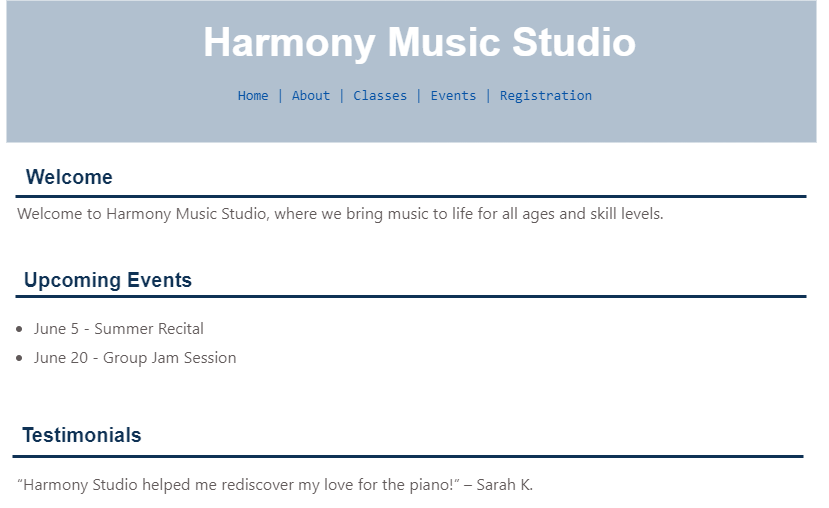 Harmony Music Studio
Home | About | Classes | Events | Registration
Welcome
Welcome to Harmony Music Studio, where we bring music to life for all ages and skill levels.
Upcoming Events
• June 5 - Summer Recital
• June 20 - Group Jam Session
Testimonials
“Harmony Studio helped me rediscover my love for the piano!” – Sarah K.